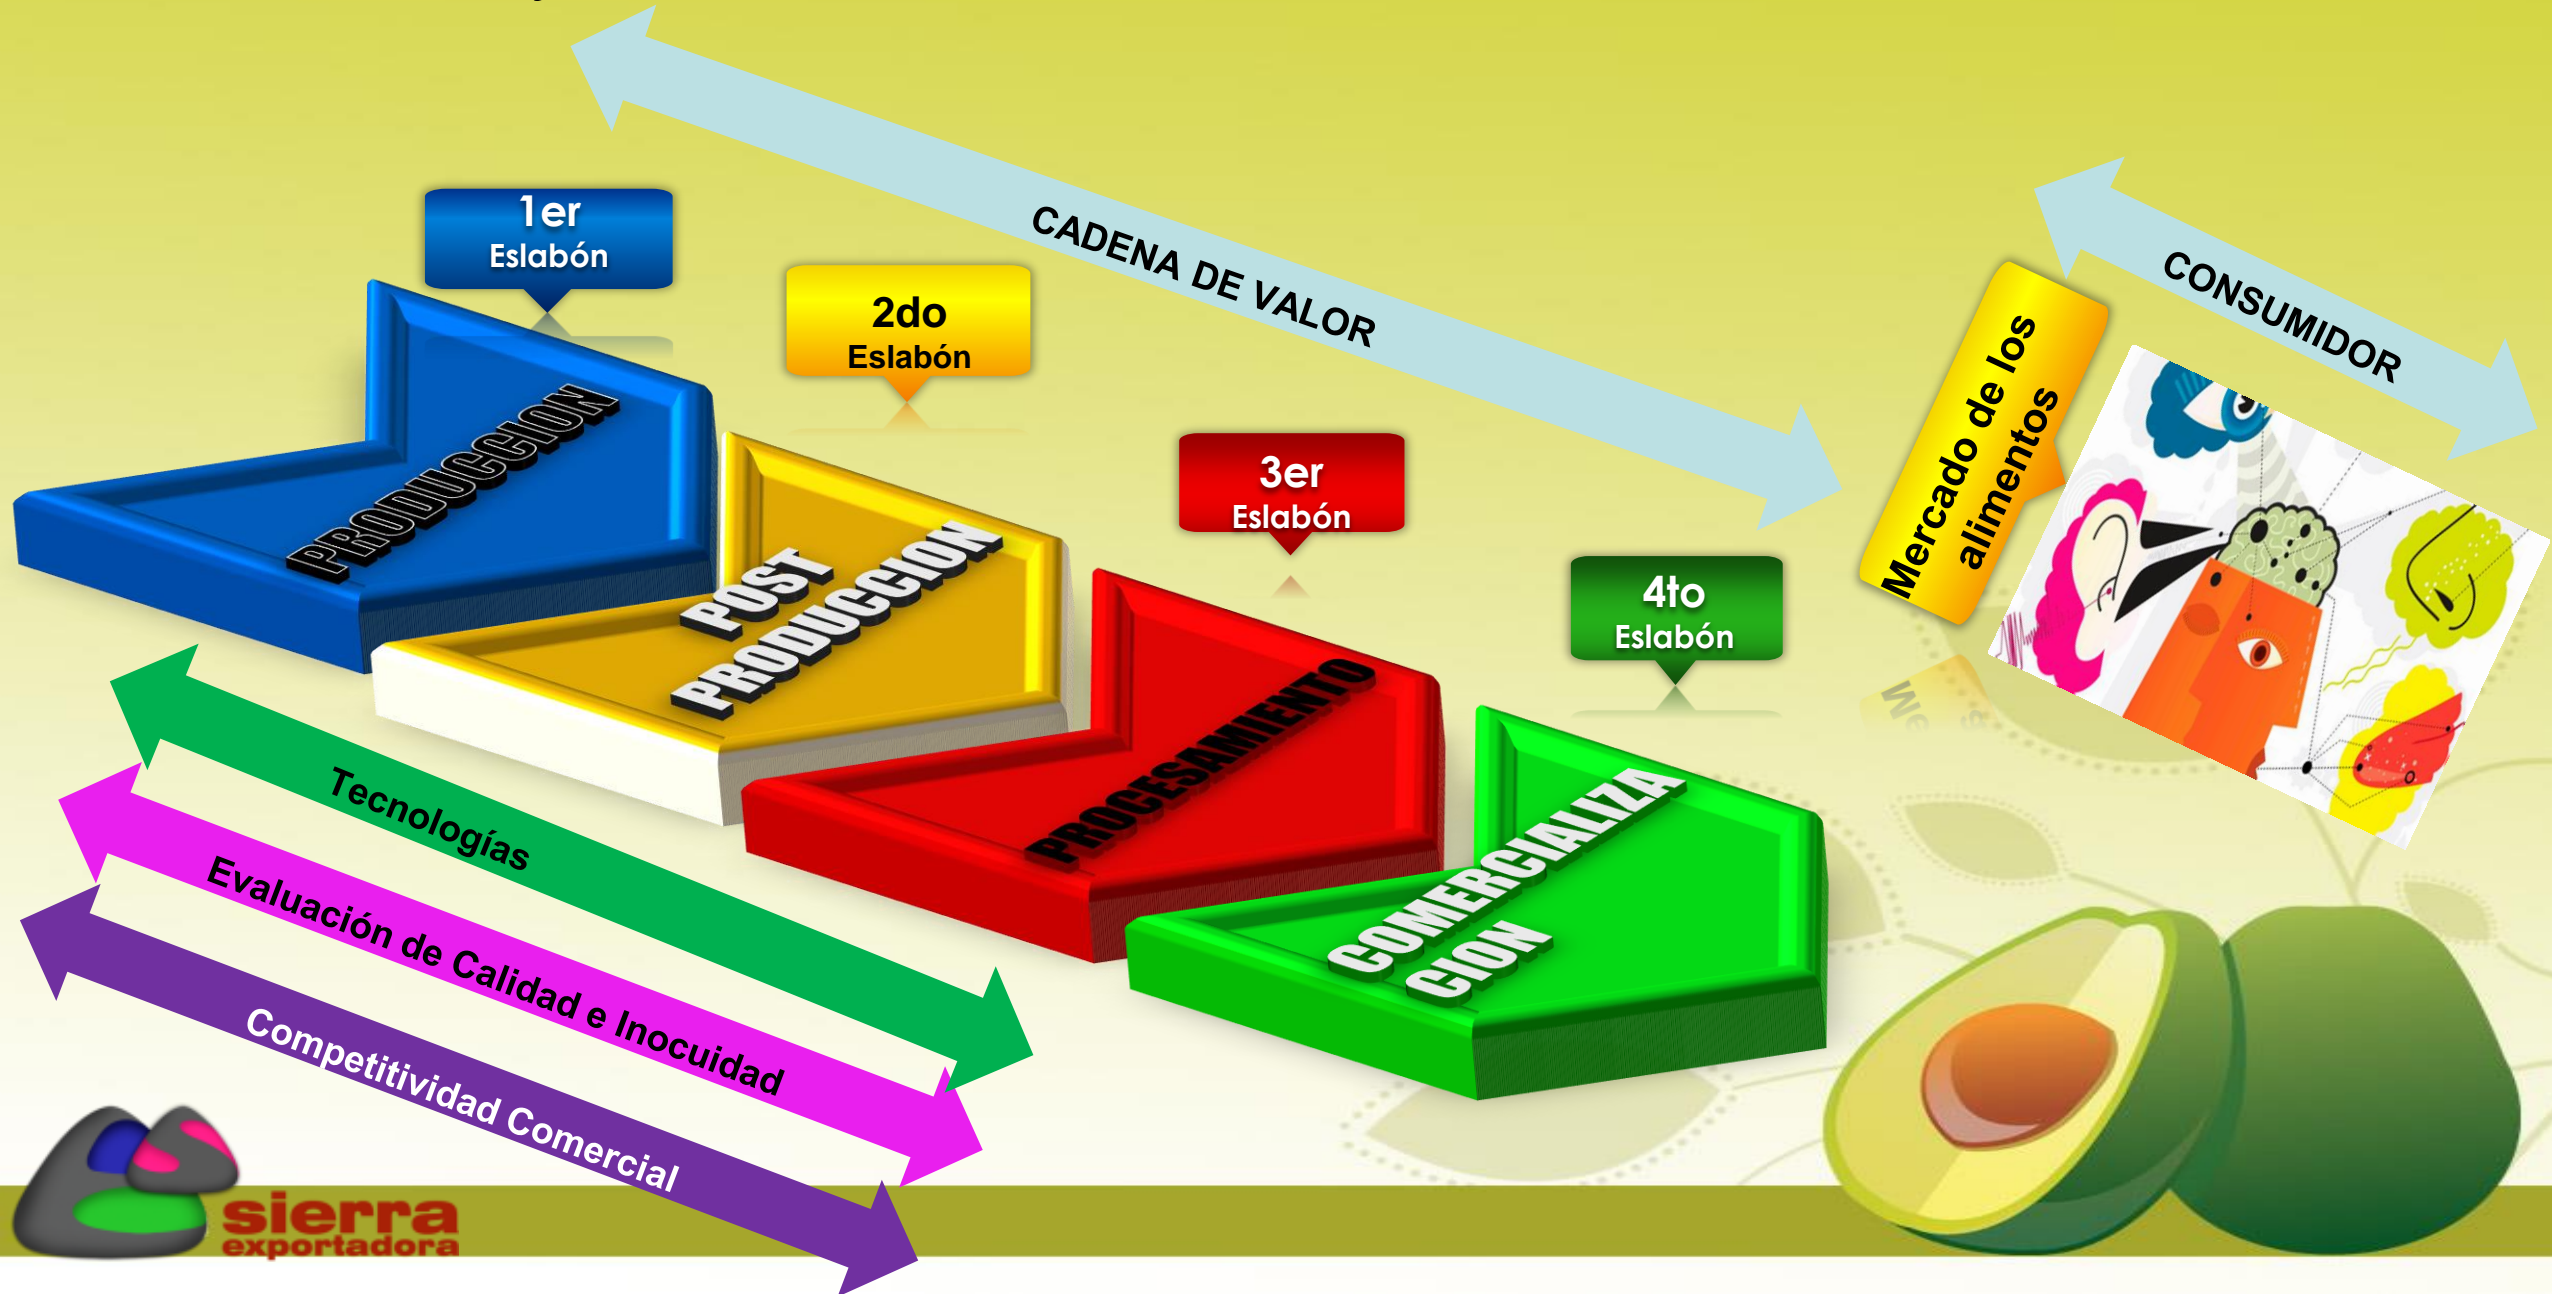 CADENA DE VALOR
CONSUMIDOR
1er
Eslabón
2do
Eslabón
3er
Eslabón
4to
Eslabón
Mercado de los
alimentos
PRODUCCION
POST
PRODUCCION
PROCESAMIENTO
COMERCIALIZA
CION
Tecnologías
Evaluación de Calidad e Inocuidad
Competitividad Comercial
sierra
exportadora